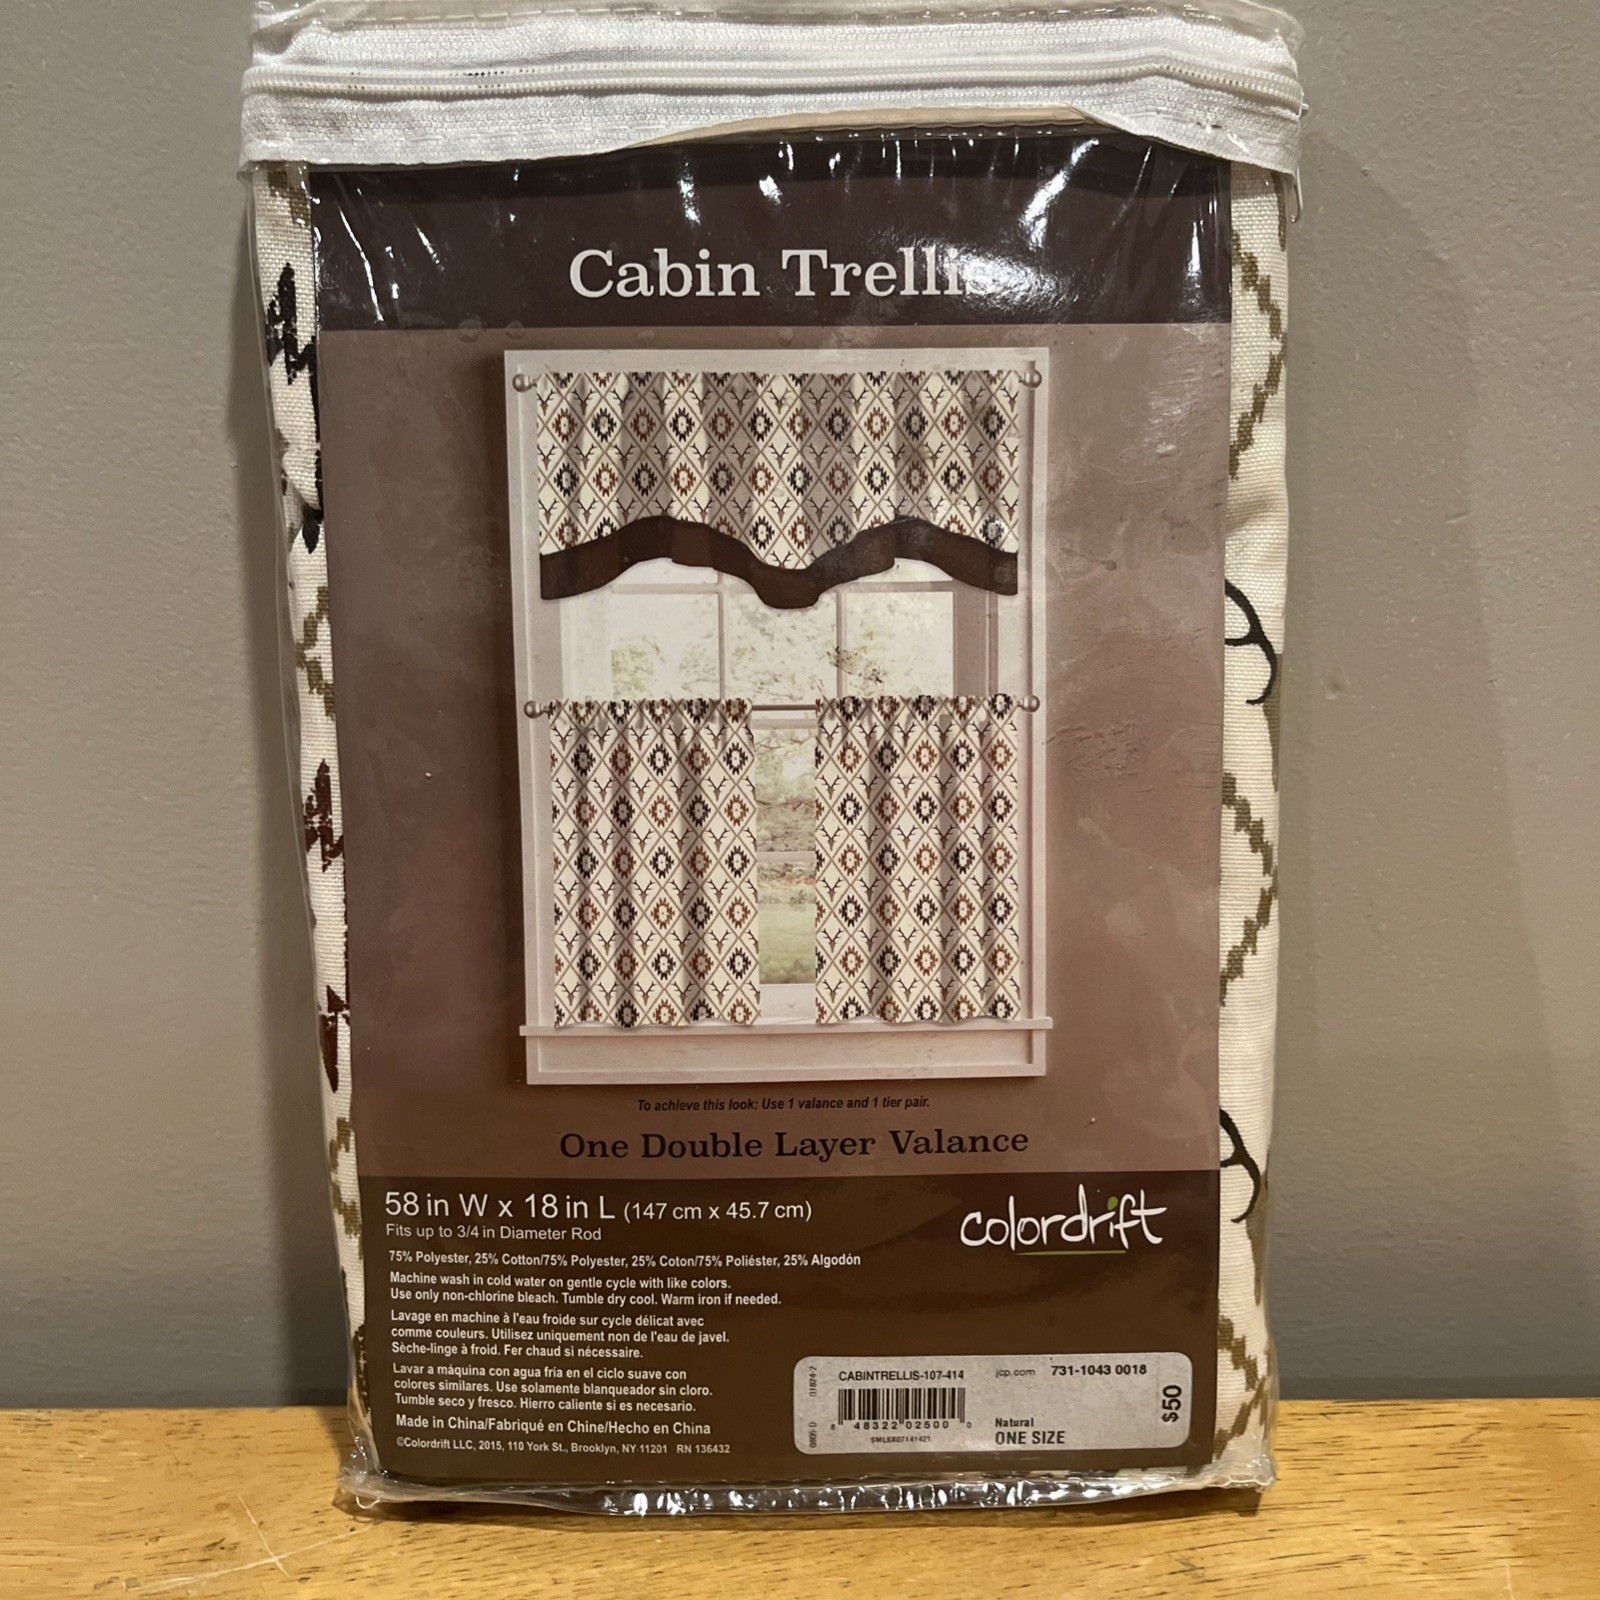 Cabin Trellis
To achieve this look: Use 1 valance and 1 tier pair.
One Double Layer Valance
58 in W x 18 in L (147 cm x 45.7 cm)
Fits up to 3/4 in Diameter Rod
colordrift
75% Polyester, 25% Cotton/75% Polyester, 25% Coton/75% Poliéster, 25% Algodón
Machine wash in cold water on gentle cycle with like colors.
Use only non-chlorine bleach. Tumble dry cool. Warm iron if needed.
Lavage en machine à l'eau froide sur cycle délicat avec
comme couleurs. Utilisez uniquement non de l'eau de javel.
Sèche-linge à froid. Fer chaud si nécessaire.
Lavar a máquina con agua fría en el ciclo suave con
colores similares. Use solamente blanqueador sin cloro.
Tumble seco y fresco. Hierro caliente si es necesario.
Made in China/Fabriqué en Chine/Hecho en China
©Colordrift LLC, 2015, 110 York St., Brooklyn, NY 11201 RN 136432
CABINTRELLIS-107-414
jcp.com 731-1043 0018
8 48322 02500 0
Natural
ONE SIZE
$50